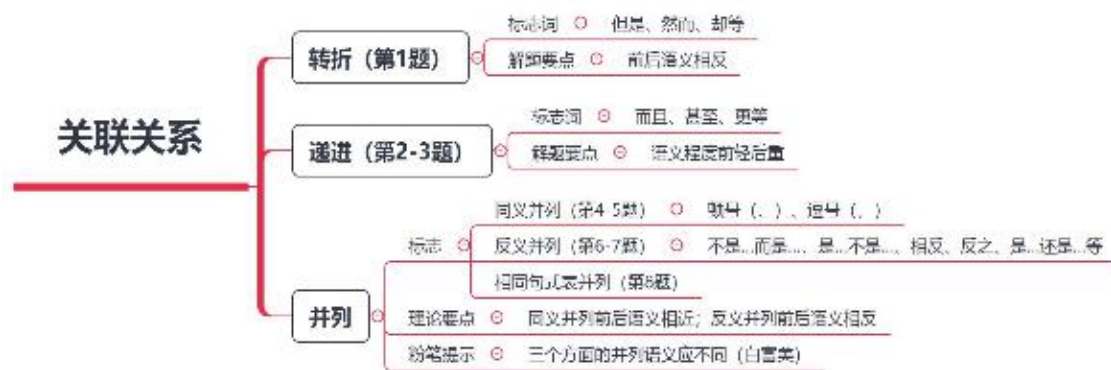 关联关系
转折（第1题）
标志词 但是、然而、却等
解题要点 前后语义相反
递进（第2-3题）
标志词 而且、甚至、更等
解题要点 语义程度前轻后重
并列
标志
同义并列（第4-5题） 顿号（、）、逗号（，）
反义并列（第6-7题） 不是...而是...、是...不是...、相反、反之、是...还是...等
相同句式表并列（第8题）
理论要点 同义并列前后语义相近；反义并列前后语义相反
粉笔提示 三个方面的并列语义应不同（白富美）